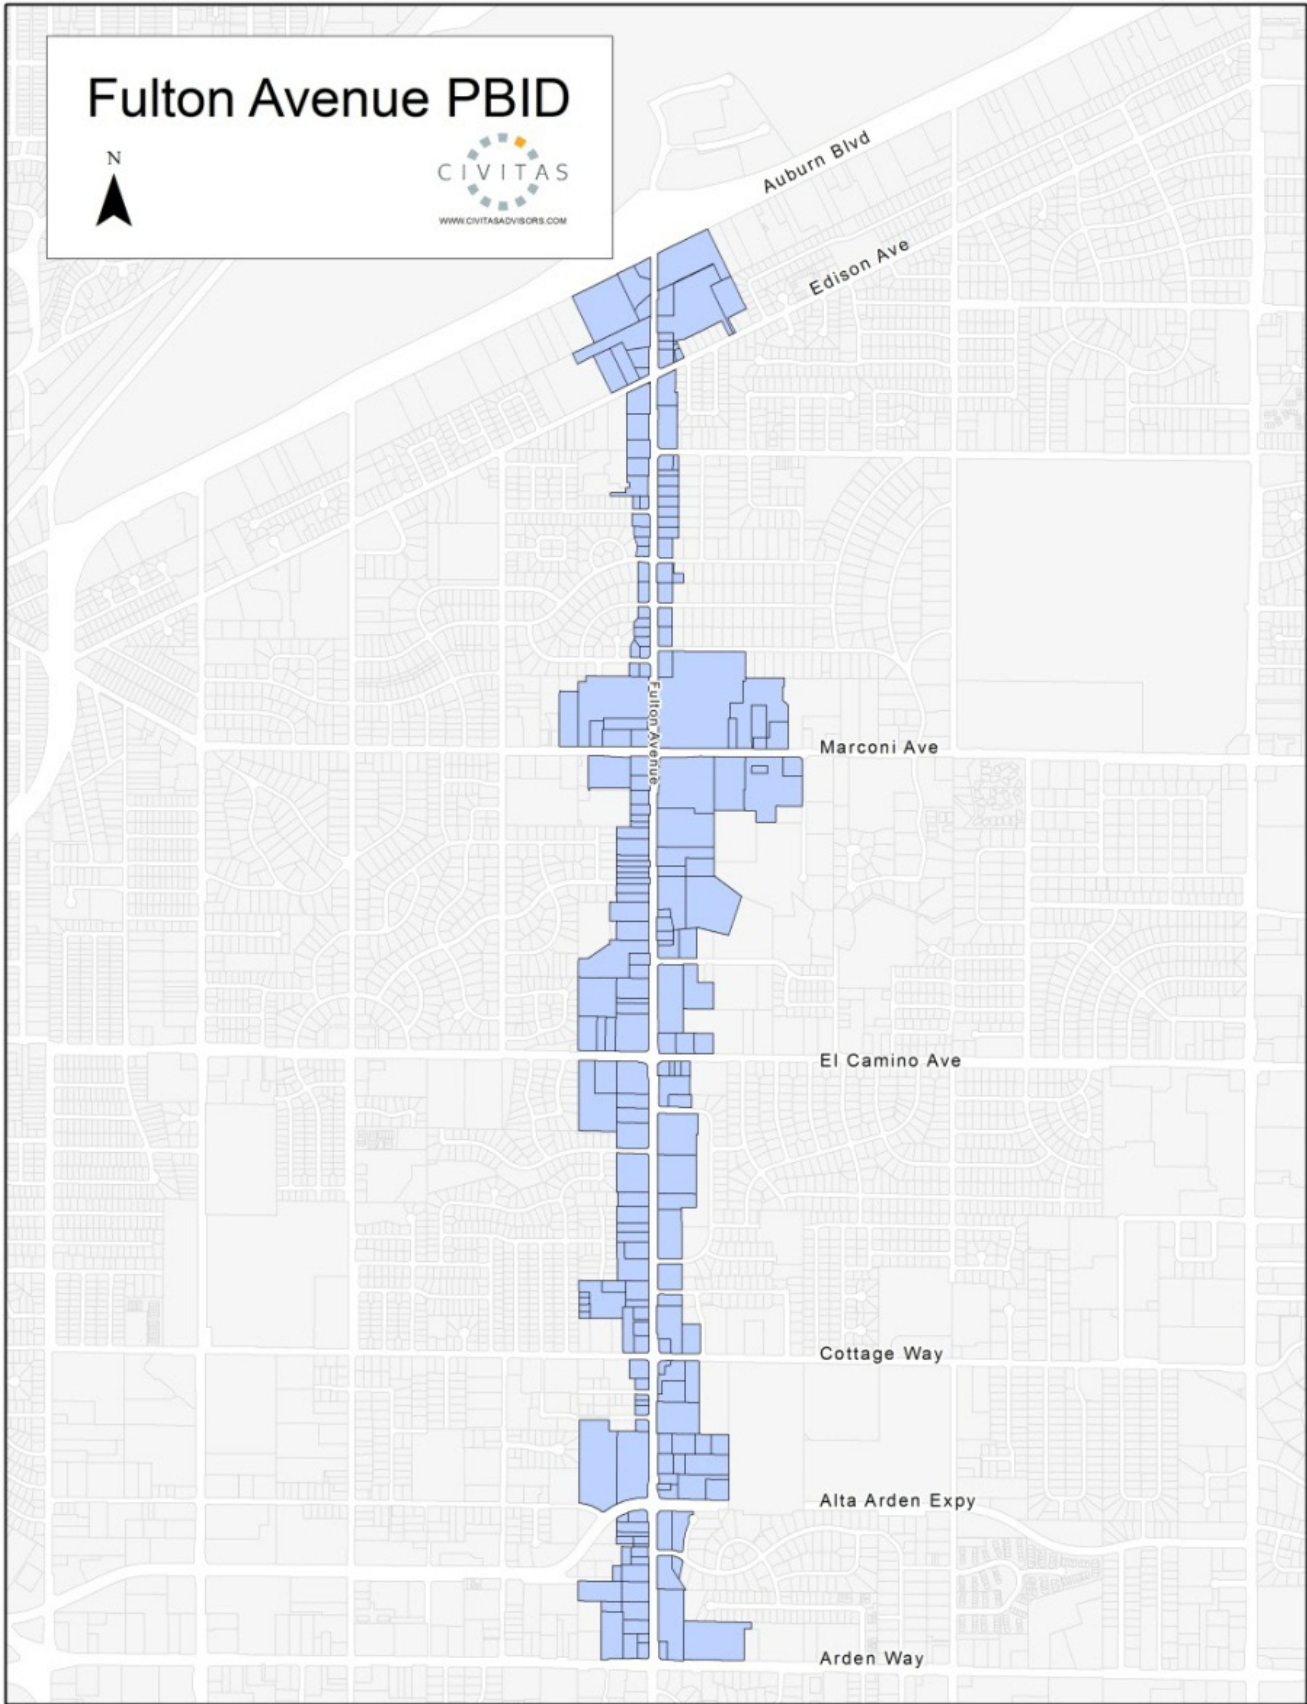 Fulton Avenue PBID
N
CIVITAS
WWW.CIVITASADVISORS.COM
Auburn Blvd
Edison Ave
Fulton Avenue
Marconi Ave
El Camino Ave
Cottage Way
Alta Arden Expy
Arden Way